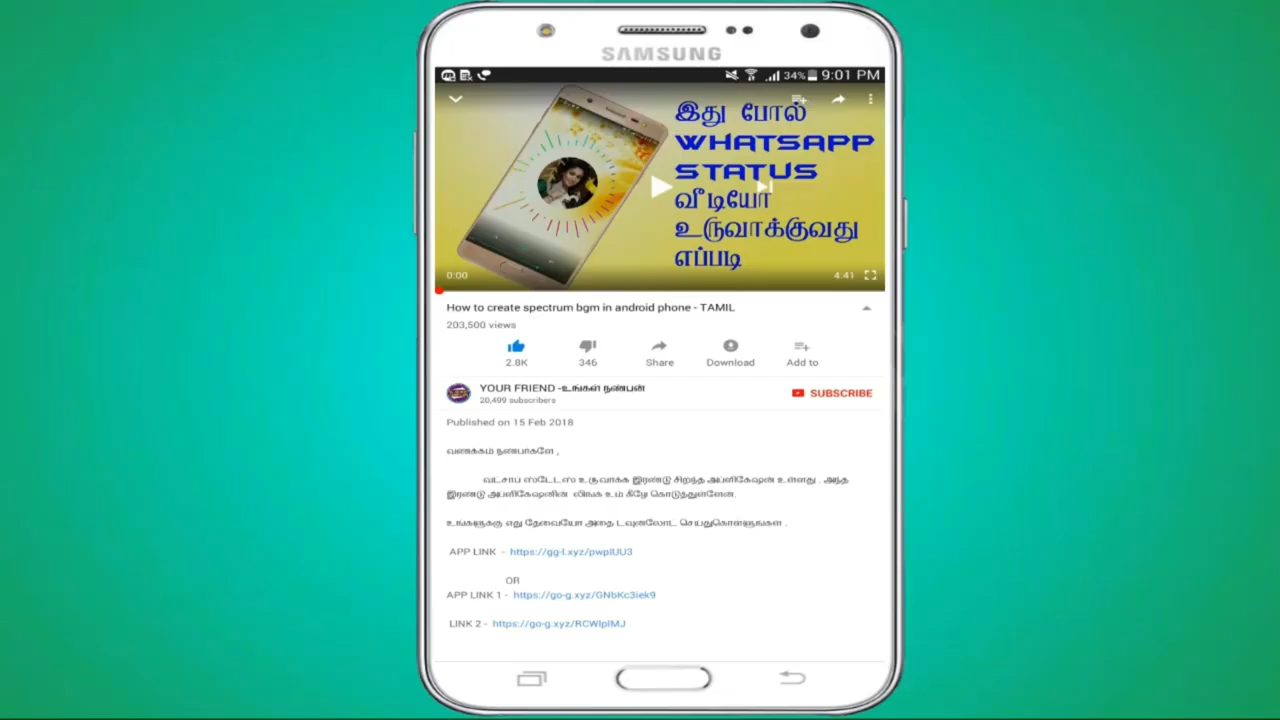 SAMSUNG
34% 9:01 PM
இது போல்
WHATSAPP
STATUS
வீடியோ
உருவாக்குவது
எப்படி
0:00
4:41
How to create spectrum bgm in android phone - TAMIL
203,500 views
2.8K 346 Share Download Add to
YOUR FRIEND -உங்கள் நண்பன்
SUBSCRIBE
20,499 subscribers
Published on 15 Feb 2018
வணக்கம் நண்பர்களே ,
வட்சாப் ஸ்டேட்ஸ் உருவாக்க இரண்டு சிறந்த அப்ளிகேஷன் உள்ளது . அந்த
இரண்டு அப்ளிகேஷனின் லிங்க் உம் கீழே கொடுத்துள்ளேன்.
உங்களுக்கு எது தேவையோ அதை டவுன்லோட் செய்துகொள்ளுங்கள் .
APP LINK - https://gg-l.xyz/pwplUU3
OR
APP LINK 1 - https://go-g.xyz/GNbKc3iek9
LINK 2 - https://go-g.xyz/RCWlplMJ